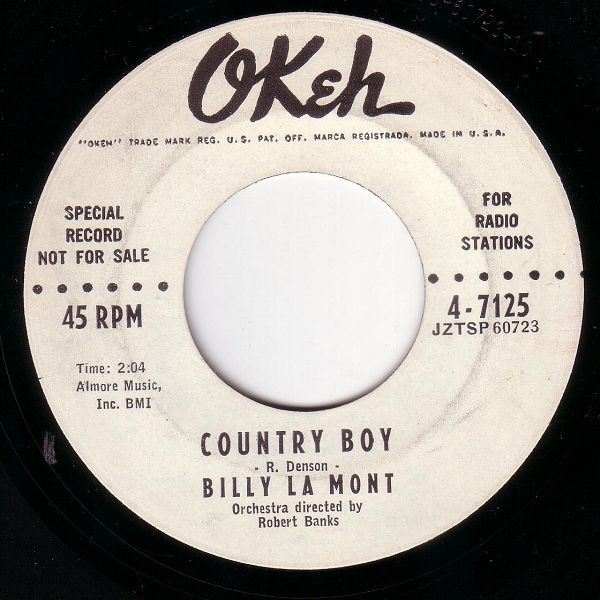 OKeh
"OKEH" TRADE MARK REG. U.S. PAT. OFF. MARCA REGISTRADA. MADE IN U.S.A.
SPECIAL
RECORD
NOT FOR SALE
FOR
RADIO
STATIONS
45 RPM
4-7125
JZTSP 60723
Time: 2:04
Almore Music,
Inc. BMI
COUNTRY BOY
- R. Denson -
BILLY LA MONT
Orchestra directed by
Robert Banks